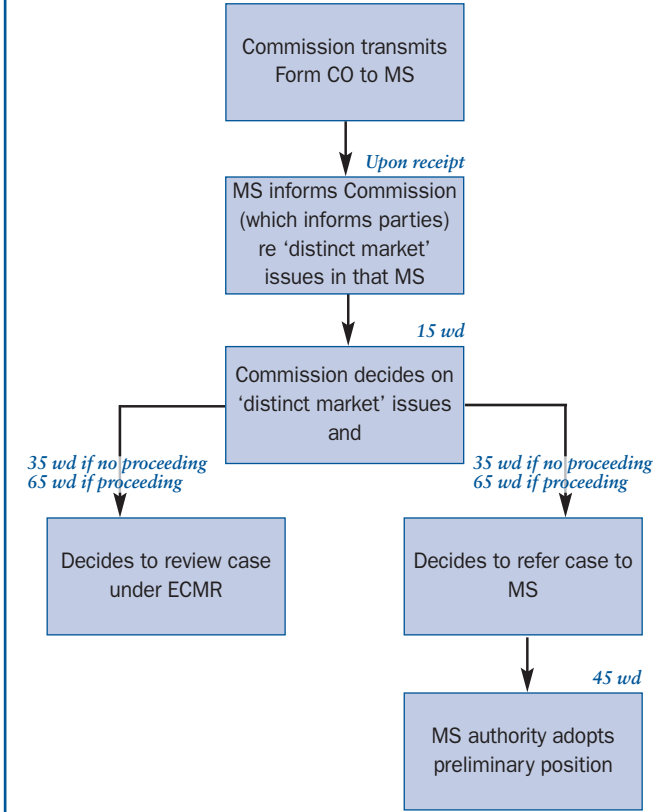 Commission transmits
Form CO to MS
Upon receipt
MS informs Commission
(which informs parties)
re ‘distinct market’
issues in that MS
15 wd
Commission decides on
‘distinct market’ issues
and
35 wd if no proceeding
65 wd if proceeding
35 wd if no proceeding
65 wd if proceeding
Decides to review case
under ECMR
Decides to refer case to
MS
45 wd
MS authority adopts
preliminary position